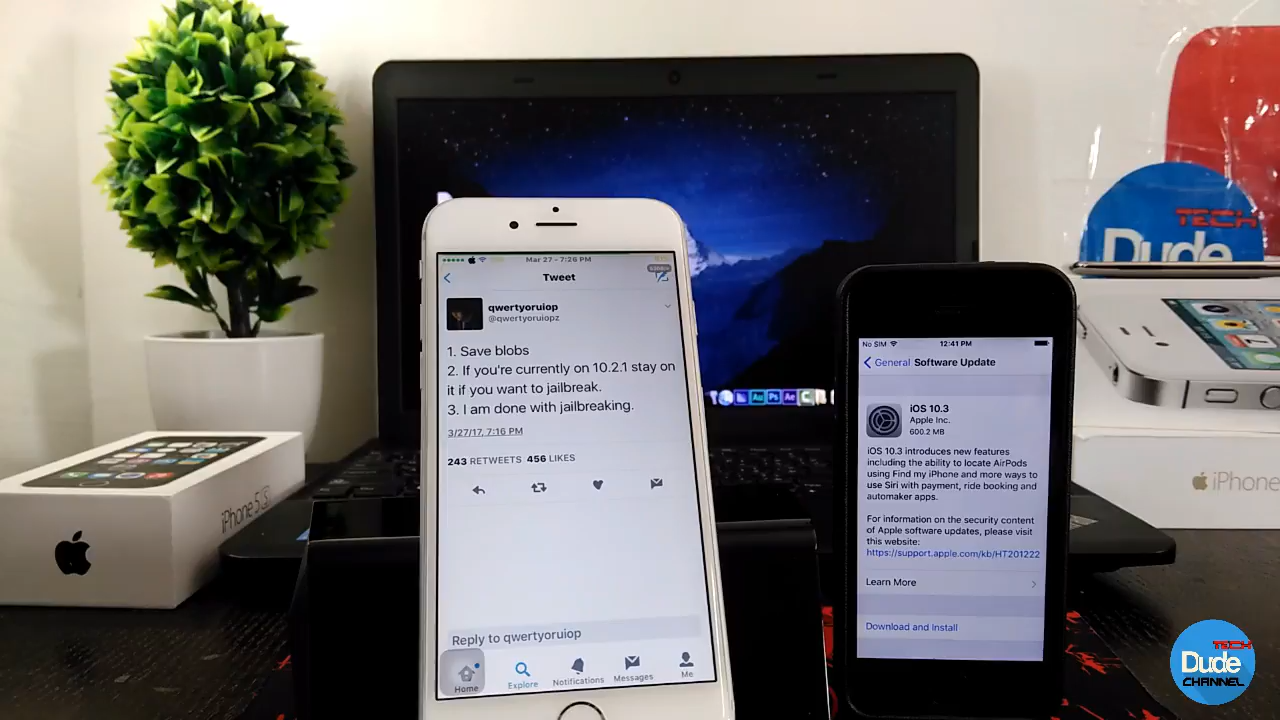 Mar 27 - 7:26 PM
Tweet
qwertyoruiop
@qwertyoruiopz
1. Save blobs
2. If you're currently on 10.2.1 stay on
it if you want to jailbreak.
3. I am done with jailbreaking.
3/27/17, 7:16 PM
243 RETWEETS 456 LIKES
Reply to qwertyoruiop
Home
Explore
Notifications
Messages
Me
No SIM
12:41 PM
General
Software Update
iOS 10.3
Apple Inc.
600.2 MB
iOS 10.3 introduces new features
including the ability to locate AirPods
using Find my iPhone and more ways to
use Siri with payment, ride booking and
automaker apps.
For information on the security content
of Apple software updates, please visit
this website:
https://support.apple.com/kb/HT201222
Learn More
Download and Install
iPhone 5S
Au
Ps
Ae
TECH
Dude
iPhone
TECH
Dude
CHANNEL